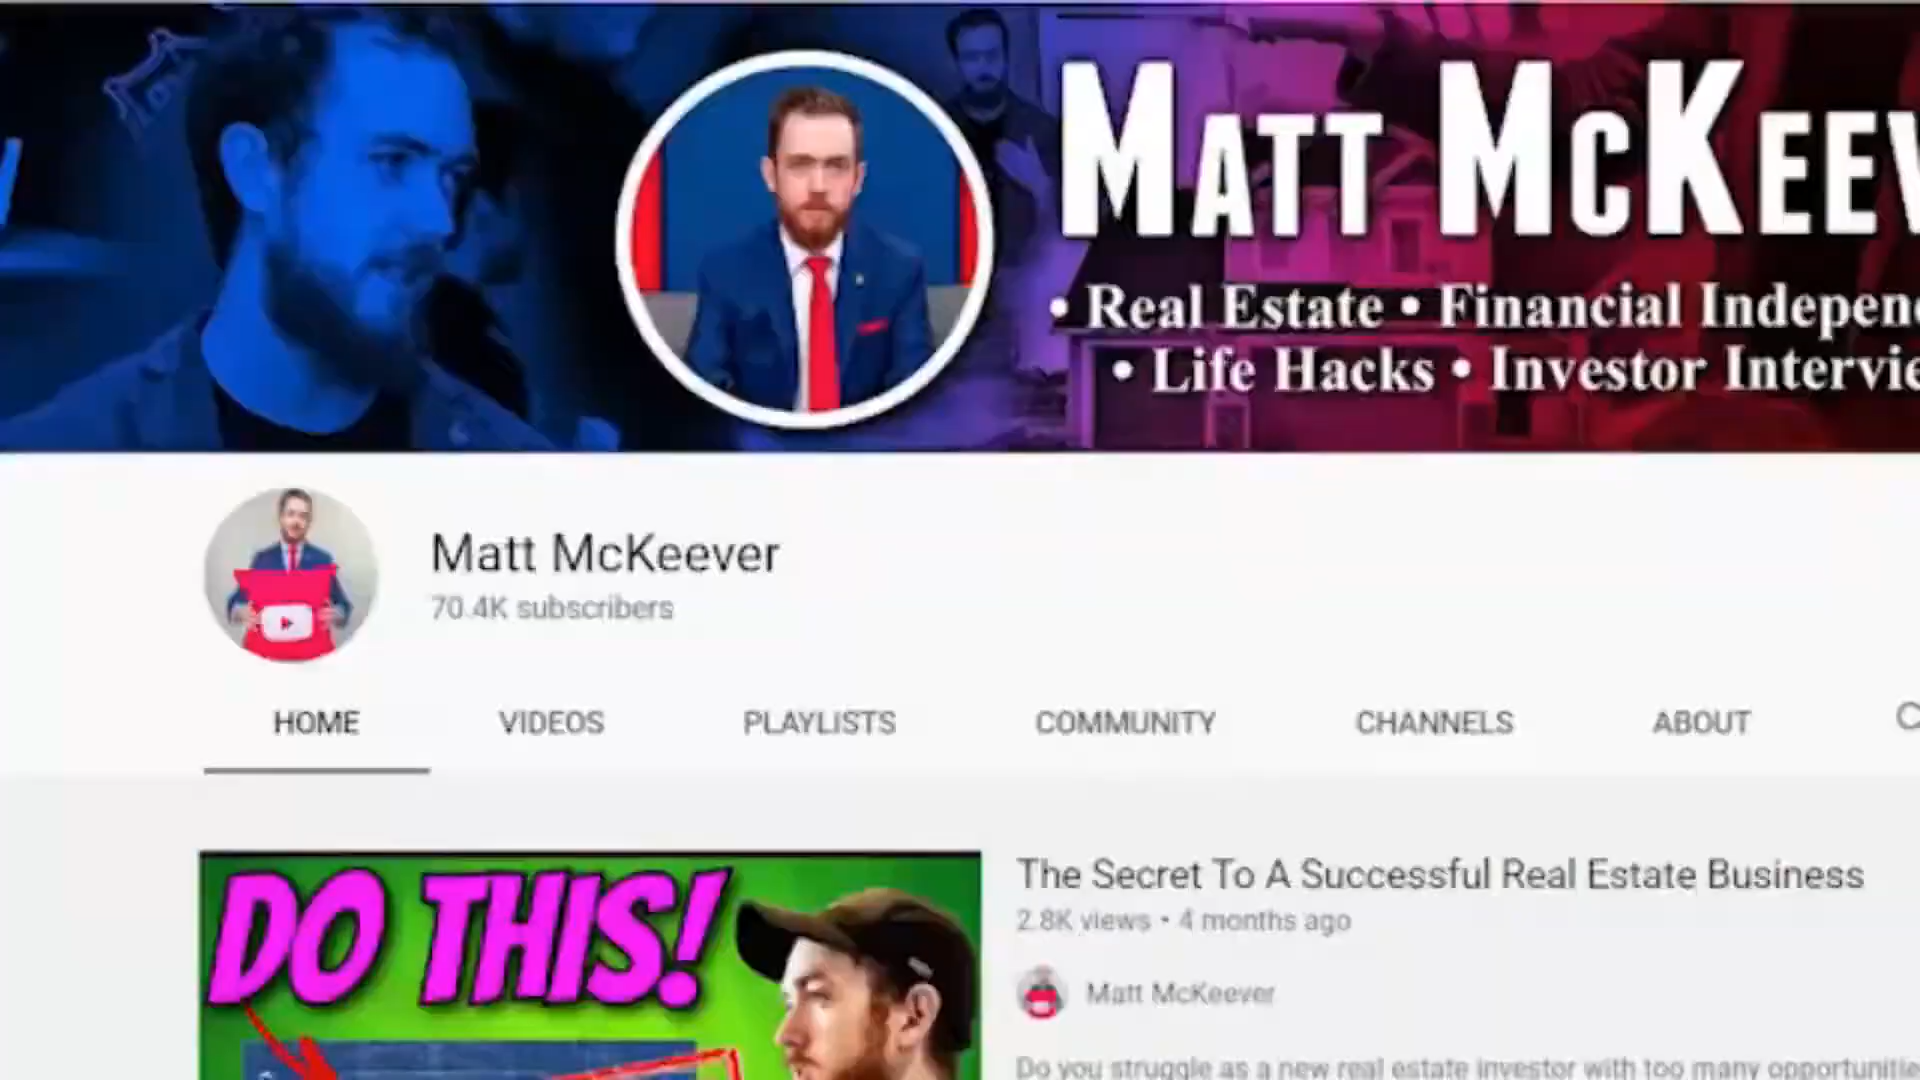 MATT MCKEEV
• Real Estate • Financial Indepen
• Life Hacks • Investor Intervie
Matt McKeever
70.4K subscribers
HOME VIDEOS PLAYLISTS COMMUNITY CHANNELS ABOUT
DO THIS!
The Secret To A Successful Real Estate Business
2.8K views • 4 months ago
Matt McKeever
Do you struggle as a new real estate investor with too many opportunitie